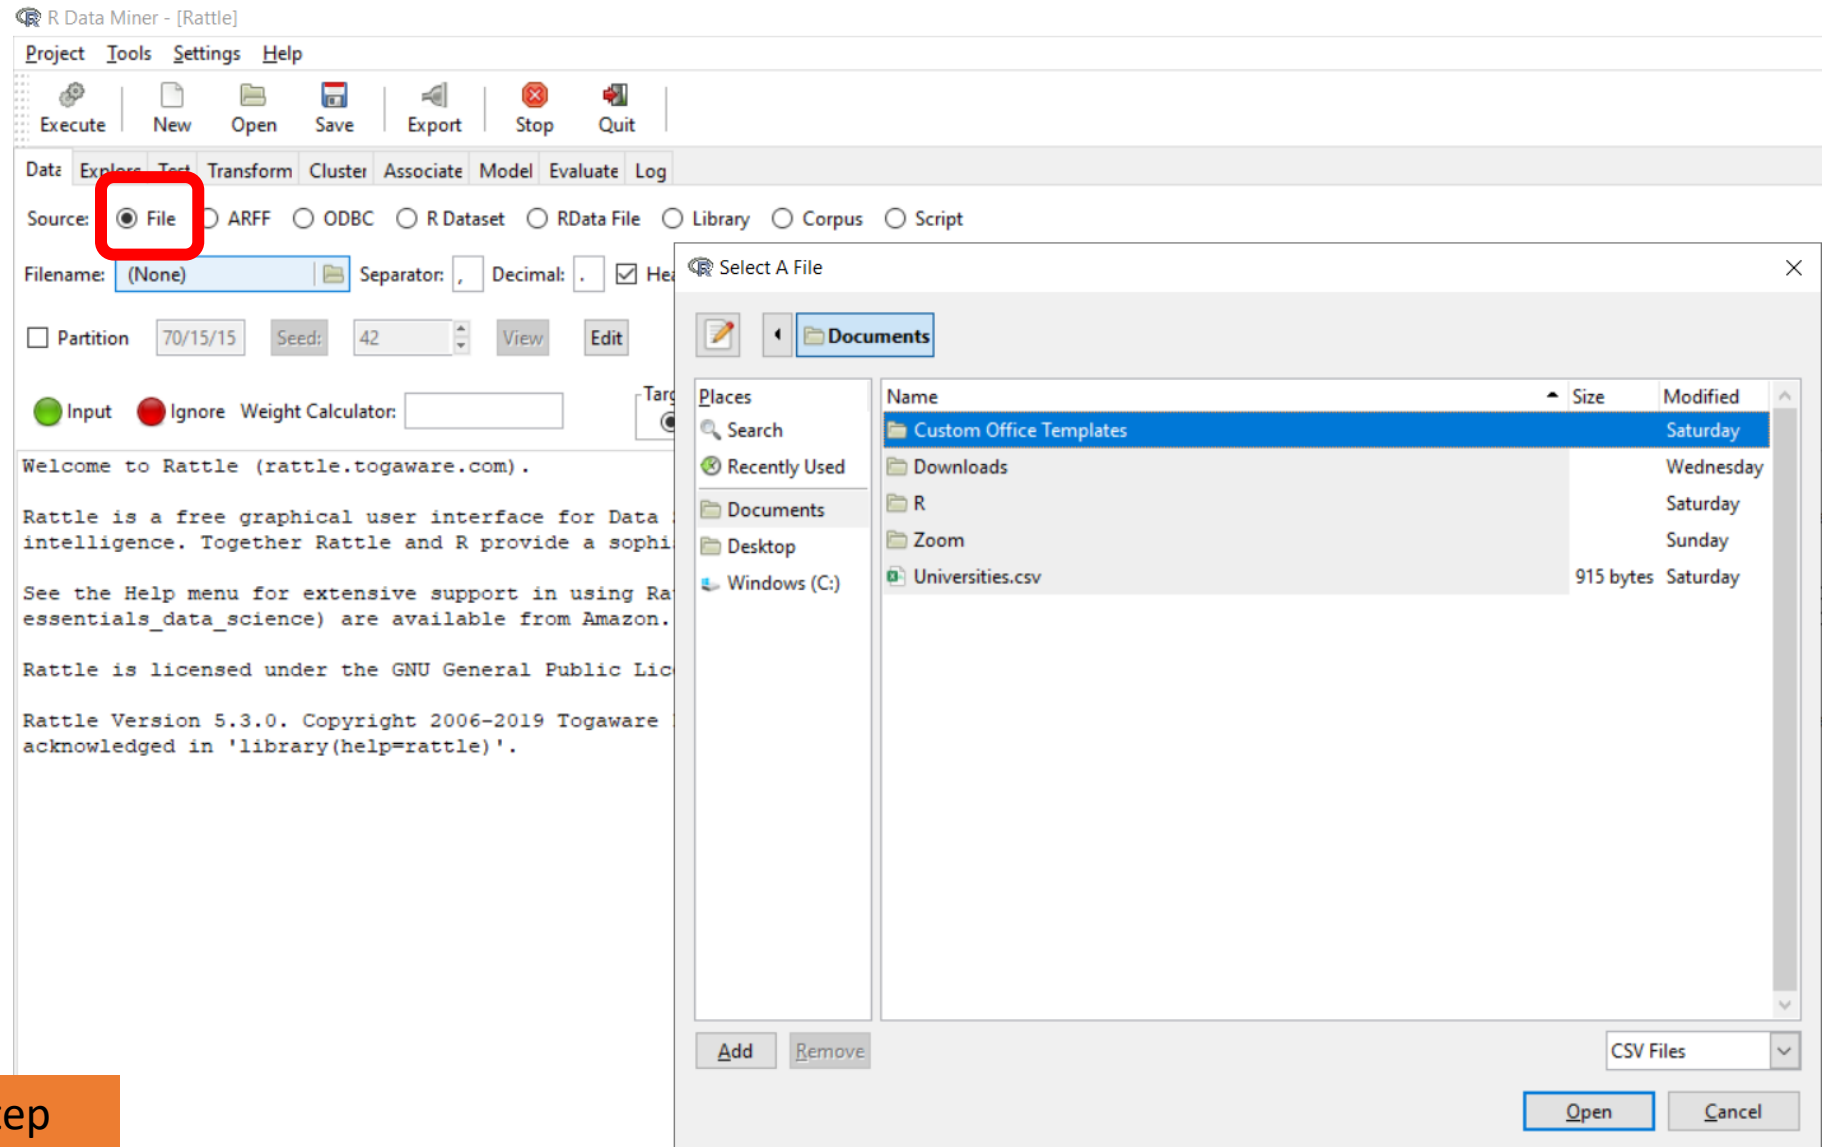 R Data Miner - [Rattle]
Project Tools Settings Help
Execute New Open Save Export Stop Quit
Data Explore Test Transform Cluster Associate Model Evaluate Log
Source: File ARFF ODBC R Dataset RData File Library Corpus Script
Filename: (None) Separator: , Decimal: .
Partition 70/15/15 Seed: 42 View Edit
Input Ignore Weight Calculator:
Welcome to Rattle (rattle.togaware.com).
Rattle is a free graphical user interface for Data
intelligence. Together Rattle and R provide a
See the Help menu for extensive support in using
essentials_data_science) are available from Amazon.
Rattle is licensed under the GNU General Public
Rattle Version 5.3.0. Copyright 2006-2019 Togaware
acknowledged in 'library(help=rattle)'.
Select A File
Documents
Places
Search
Recently Used
Documents
Desktop
Windows (C:)
Name Size Modified
Custom Office Templates Saturday
Downloads Wednesday
R Saturday
Zoom Sunday
Universities.csv 915 bytes Saturday
Add Remove
CSV Files
Open Cancel